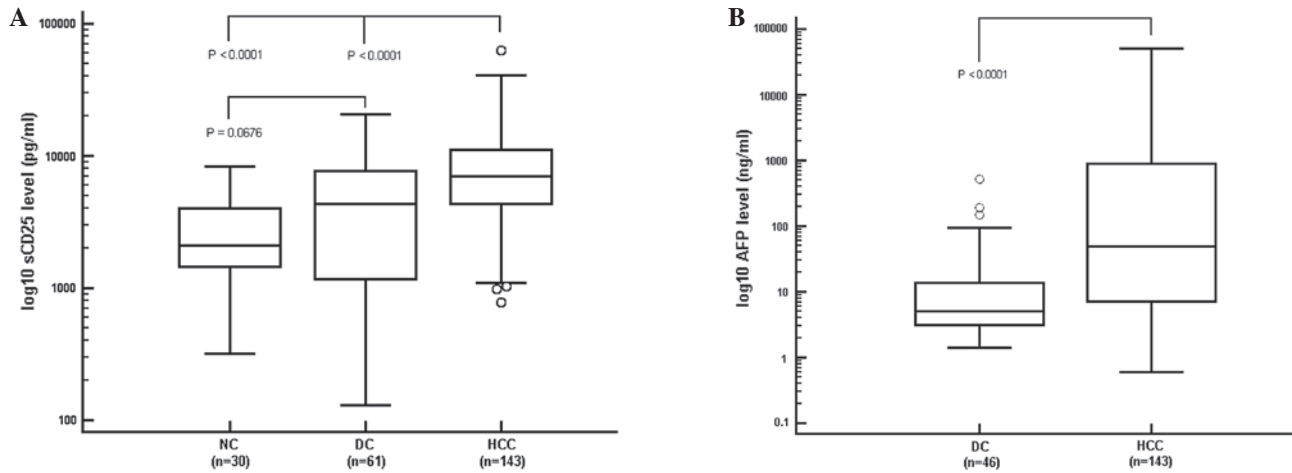 A
log10 sCD25 level (pg/ml)
100000
10000
1000
100
P <0.0001
P <0.0001
P = 0.0676
NC
(n=30)
DC
(n=61)
HCC
(n=143)
B
log10 AFP level (ng/ml)
100000
10000
1000
100
10
1
0.1
P <0.0001
DC
(n=46)
HCC
(n=143)